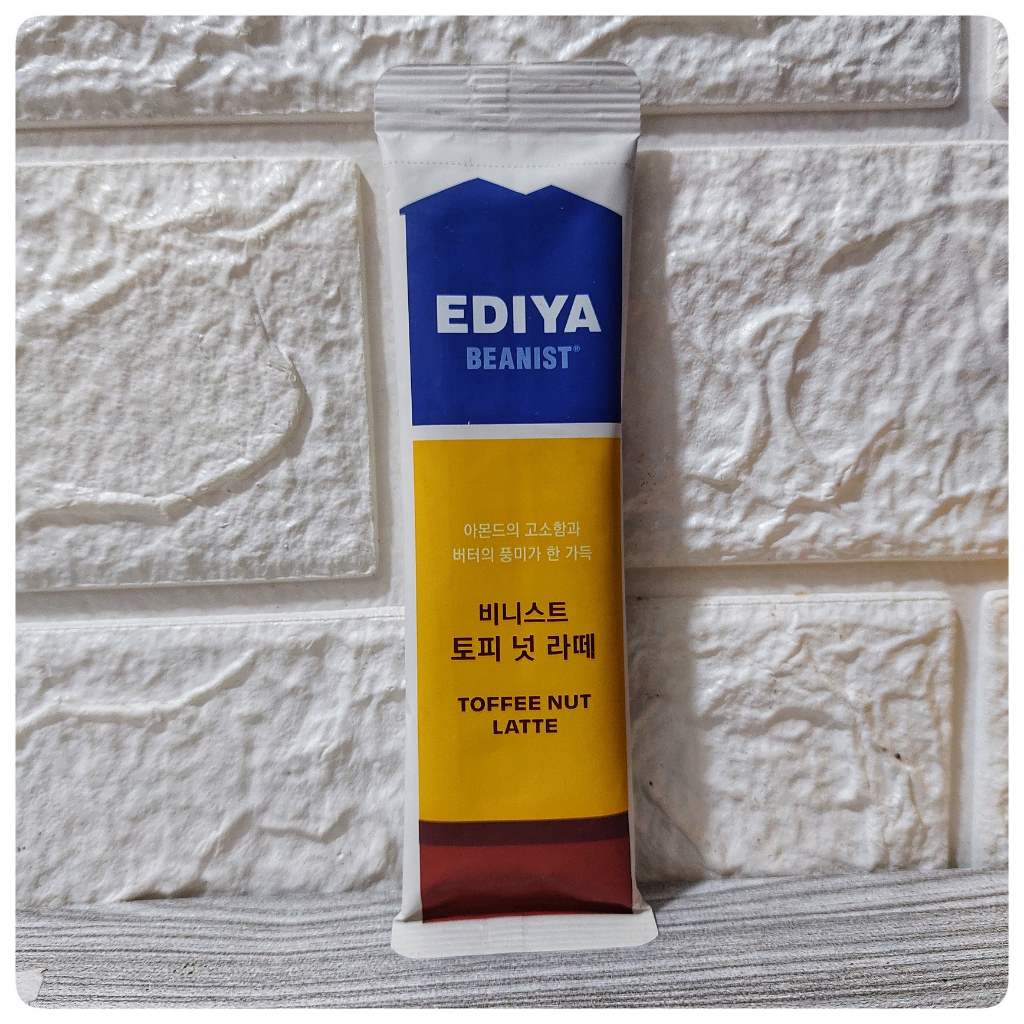 EDIYA
BEANIST®
아몬드의 고소함과
버터의 풍미가 한 가득
비니스트
토피 넛 라떼
TOFFEE NUT
LATTE